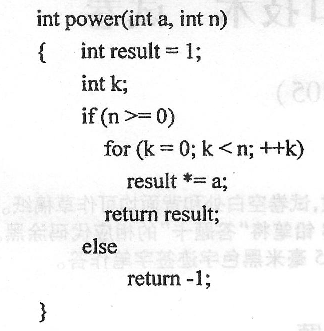 int power(int a, int n)
{ int result = 1;
int k;
if (n >= 0)
for (k = 0; k < n; ++k)
result *= a;
return result;
else
return -1;
}